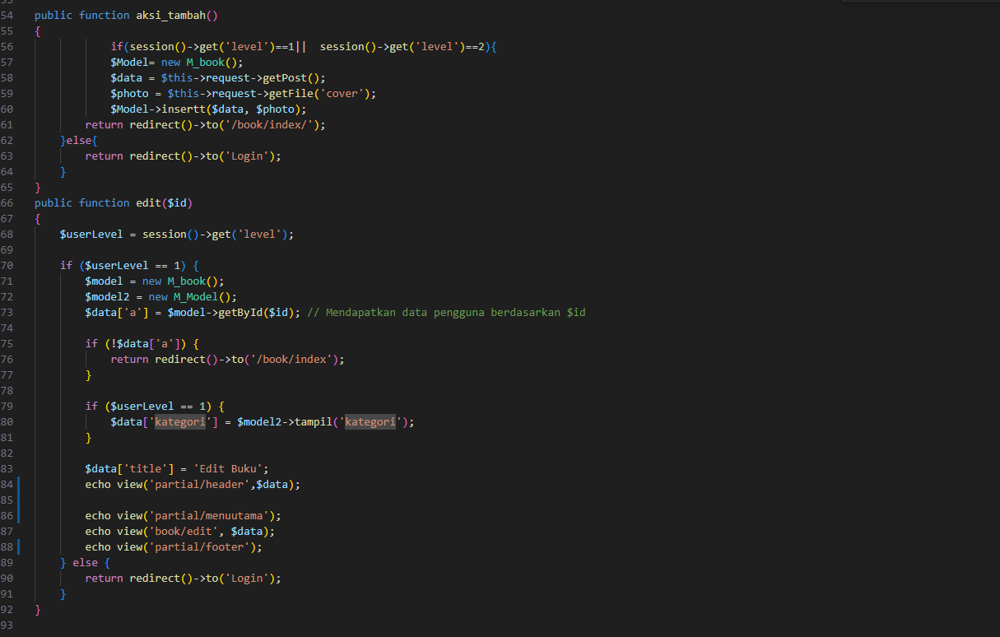 54 public function aksi_tambah()
55 {
56 if(session()->get('level')==1||  session()->get('level')==2){
57 $Model= new M_book();
58 $data = $this->request->getPost();
59 $photo = $this->request->getFile('cover');
60 $Model->insertt($data, $photo);
61 return redirect()->to('/book/index/');
62 }else{
63 return redirect()->to('Login');
64 }
65 }
66 public function edit($id)
67 {
68 $userLevel = session()->get('level');
69
70 if ($userLevel == 1) {
71 $model = new M_book();
72 $model2 = new M_Model();
73 $data['a'] = $model->getById($id); // Mendapatkan data pengguna berdasarkan $id
74
75 if (!$data['a']) {
76 return redirect()->to('/book/index');
77 }
78
79 if ($userLevel == 1) {
80 $data['kategori'] = $model2->tampil('kategori');
81 }
82
83 $data['title'] = 'Edit Buku';
84 echo view('partial/header',$data);
85
86 echo view('partial/menuutama');
87 echo view('book/edit', $data);
88 echo view('partial/footer');
89 } else {
90 return redirect()->to('Login');
91 }
92 }
93